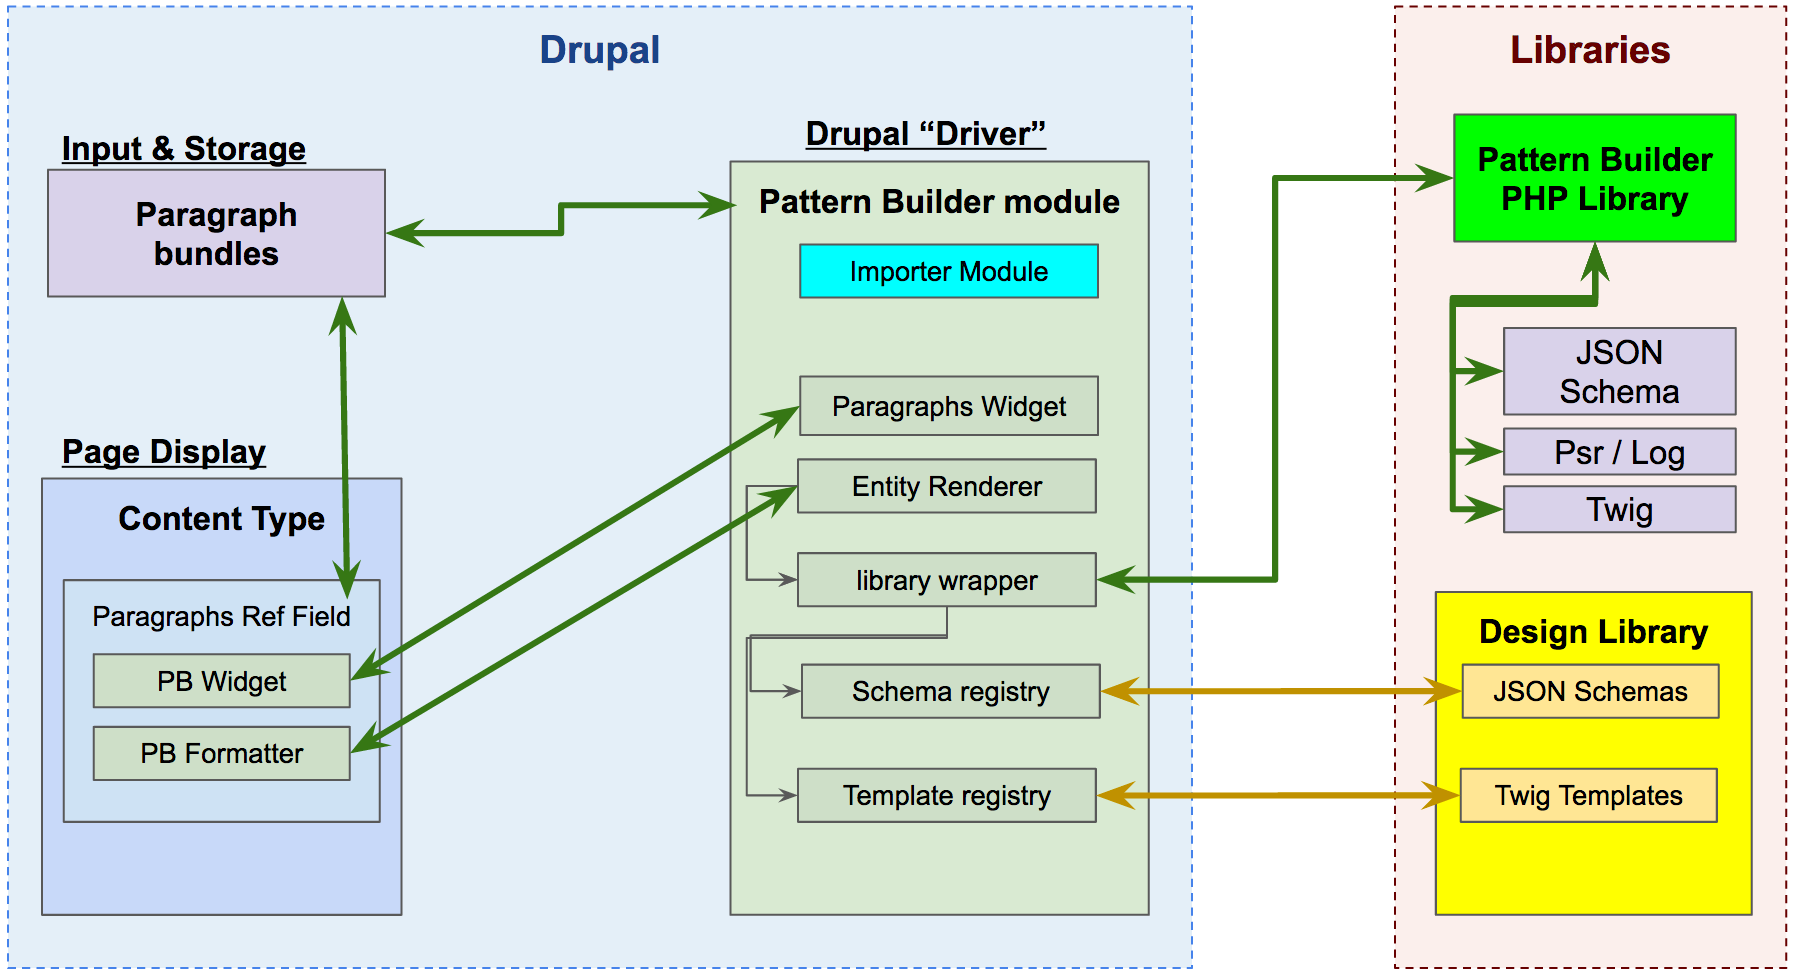 Drupal
Input & Storage
Paragraph
bundles
Page Display
Content Type
Paragraphs Ref Field
PB Widget
PB Formatter
Drupal “Driver”
Pattern Builder module
Importer Module
Paragraphs Widget
Entity Renderer
library wrapper
Schema registry
Template registry
Libraries
Pattern Builder
PHP Library
JSON
Schema
Psr / Log
Twig
Design Library
JSON Schemas
Twig Templates